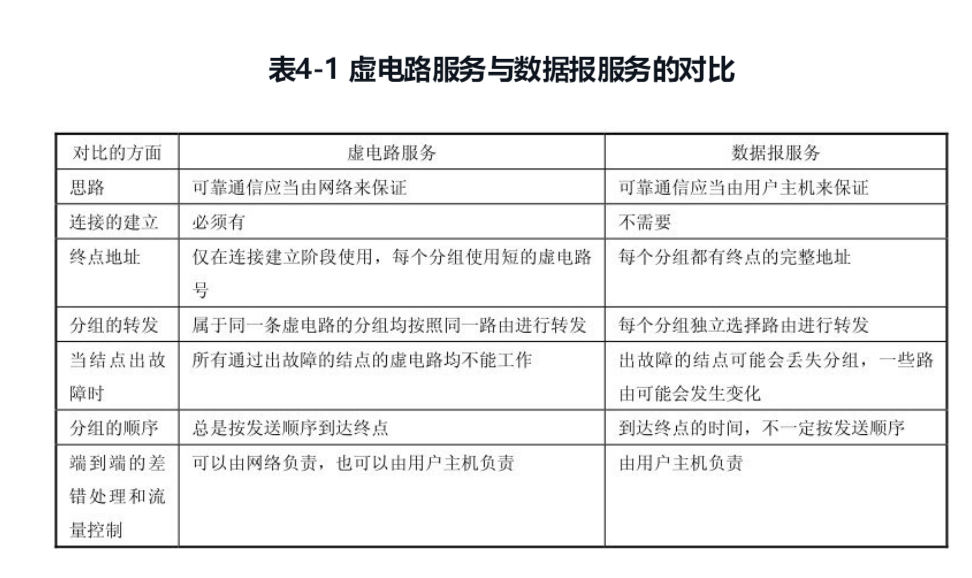 表4-1 虚电路服务与数据报服务的对比
对比的方面 虚电路服务 数据报服务
思路 可靠通信应当由网络来保证 可靠通信应当由用户主机来保证
连接的建立 必须有 不需要
终点地址 仅在连接建立阶段使用，每个分组使用短的虚电路 每个分组都有终点的完整地址
号
分组的转发 属于同一条虚电路的分组均按照同一路由进行转发 每个分组独立选择路由进行转发
当结点出故 所有通过出故障的结点的虚电路均不能工作 出故障的结点可能会丢失分组，一些路
障时 由可能会发生变化
分组的顺序 总是按发送顺序到达终点 到达终点的时间，不一定按发送顺序
端到端的差 可以由网络负责，也可以由用户主机负责 由用户主机负责
错处理和流
量控制